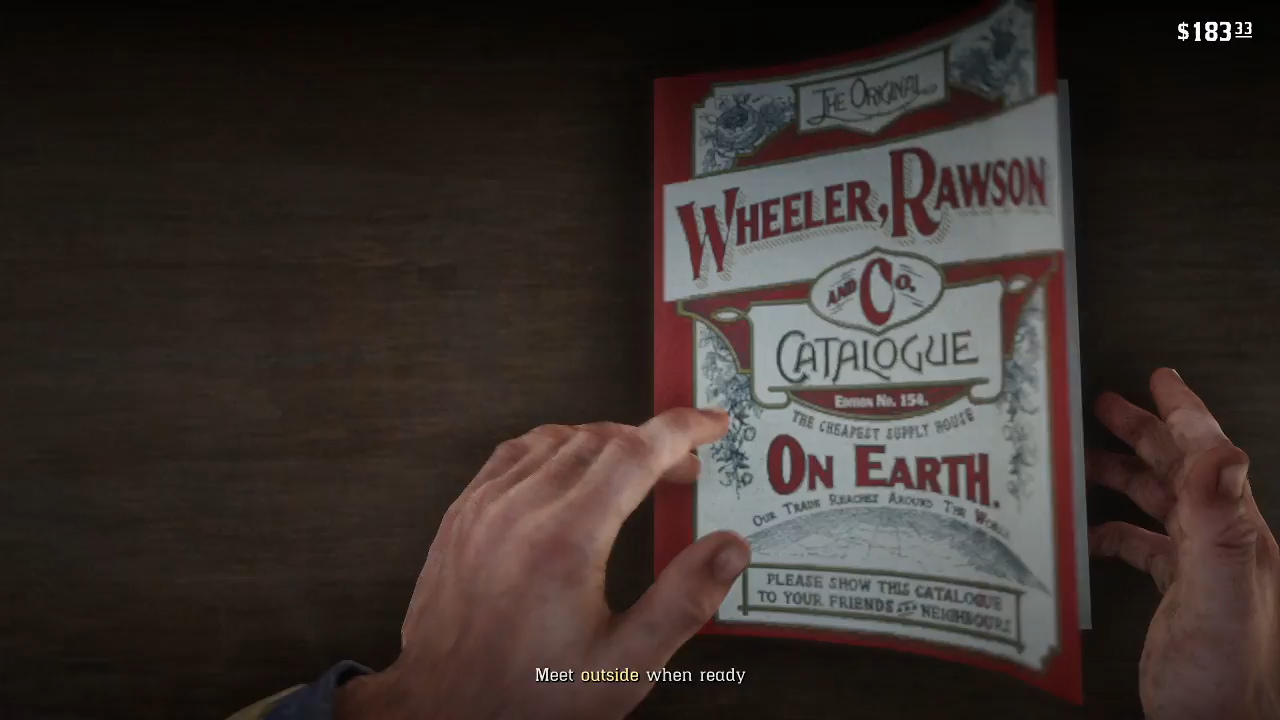 $183 33
THE ORIGINAL
WHEELER, RAWSON
AND CO.
CATALOGUE
EDITION NO. 154.
THE CHEAPEST SUPPLY HOUSE
ON EARTH.
OUR TRADE REACHES AROUND THE WORLD
PLEASE SHOW THIS CATALOGUE
TO YOUR FRIENDS AND NEIGHBOURS
Meet outside when ready